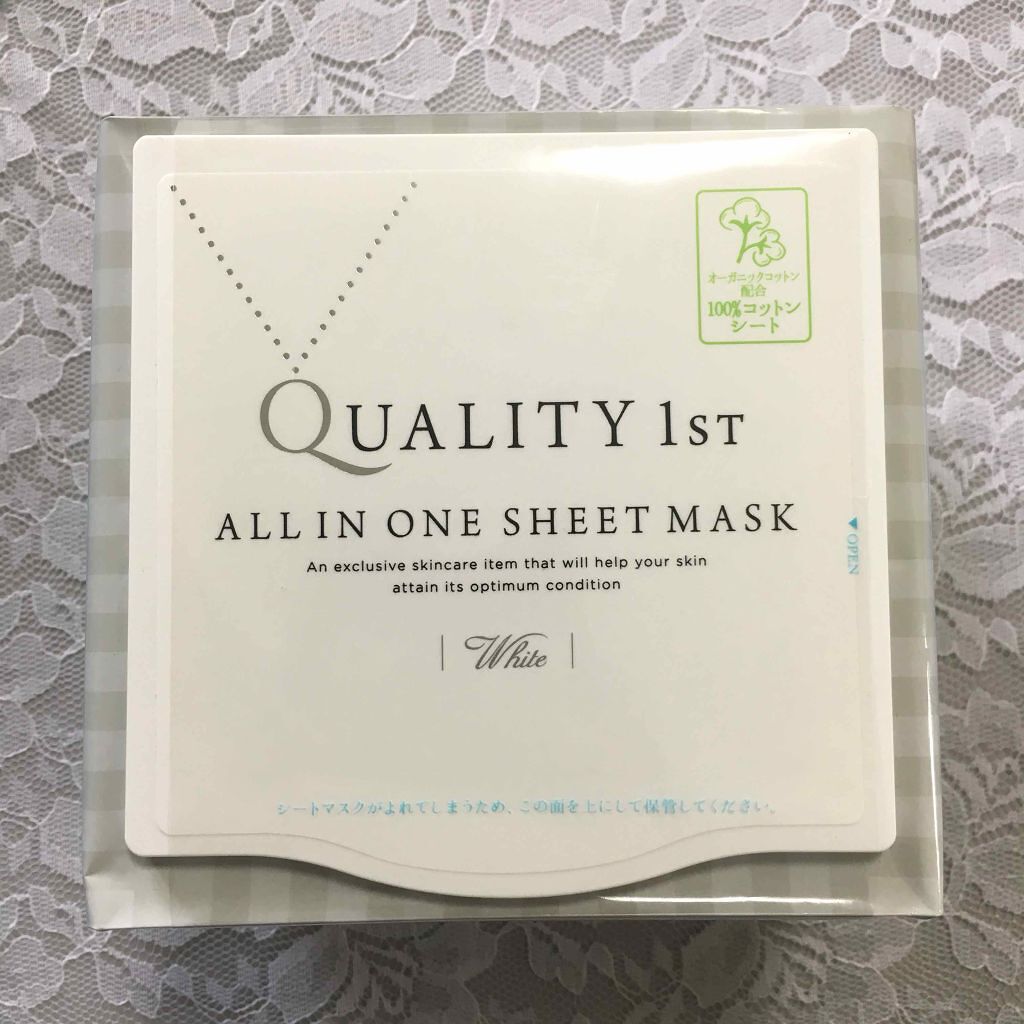 オーガニックコットン
配合
100%コットン
シート
QUALITY 1ST
ALL IN ONE SHEET MASK
An exclusive skincare item that will help your skin
attain its optimum condition
White
◀OPEN
シートマスクがよれてしまうため、この面を上にして保管してください。